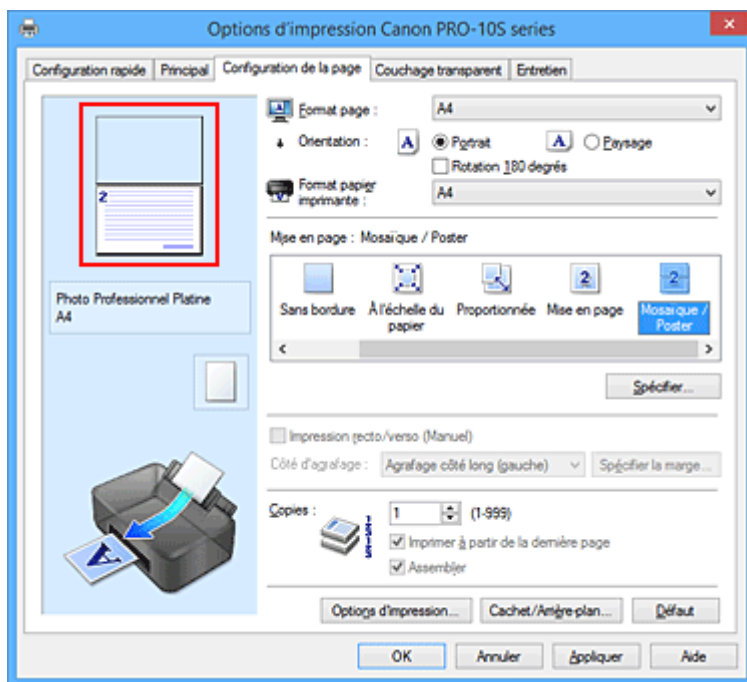 Options d'impression Canon PRO-10S series
Configuration rapide Principal Configuration de la page Couchage transparent Entretien
2
Photo Professionnel Platine
A4
Format page : A4
Orientation : A Portrait A Paysage
Rotation 180 degrés
Format papier
imprimante : A4
Mise en page : Mosaïque / Poster
2 2
Sans bordure À l'échelle du Proportionnée Mise en page Mosaïque /
papier Poster
Spécifier...
Impression recto/verso (Manuel)
Côté d'agrafage : Agrafage côté long (gauche) Spécifier la marge...
Copies : 1 (1-999)
Imprimer à partir de la dernière page
Assembler
A
Options d'impression... Cachet/Arrière-plan... Défaut
OK Annuler Appliquer Aide